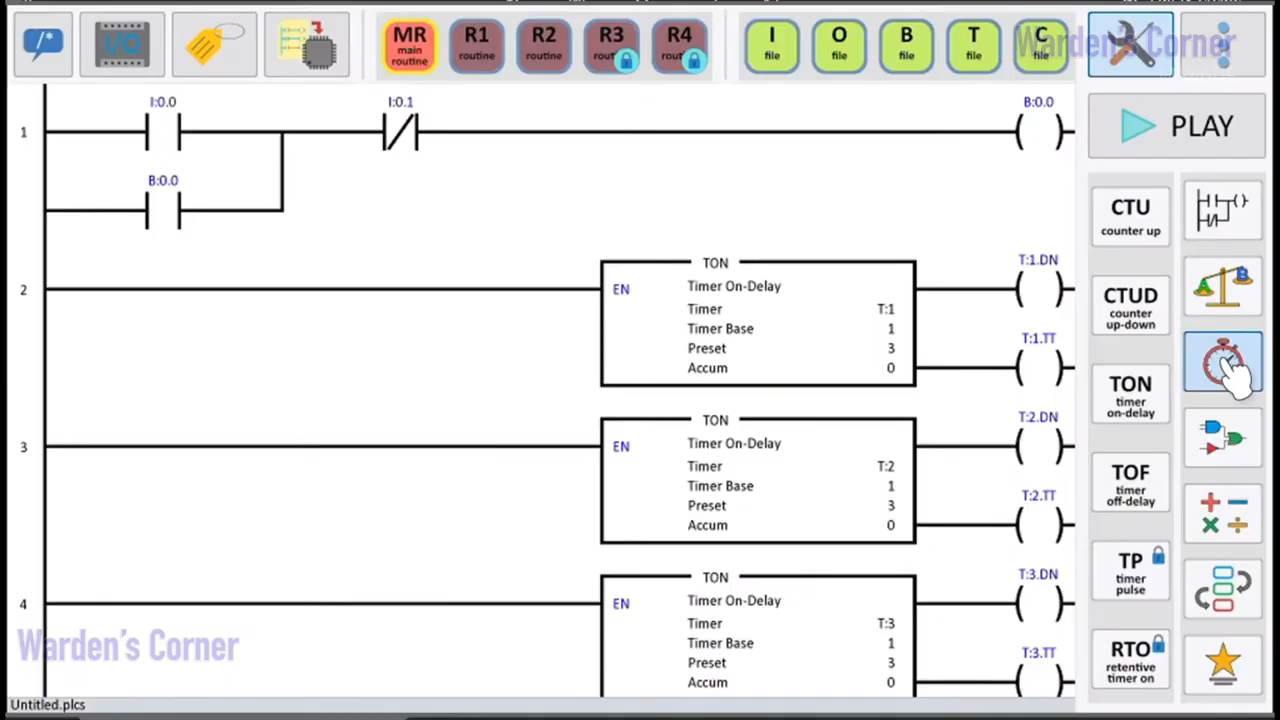 /*
I/O
MR
main
routine
R1
routine
R2
routine
R3
R4
I
file
O
file
B
file
T
file
C
file
Warden's Corner
PLAY
1
I:0.0
I:0.1
B:0.0
B:0.0
2
TON
EN
Timer On-Delay
Timer T:1
Timer Base 1
Preset 3
Accum 0
T:1.DN
T:1.TT
3
TON
EN
Timer On-Delay
Timer T:2
Timer Base 1
Preset 3
Accum 0
T:2.DN
T:2.TT
4
TON
EN
Timer On-Delay
Timer T:3
Timer Base 1
Preset 3
Accum 0
T:3.DN
T:3.TT
CTU
counter up
CTUD
counter
up-down
TON
timer
on-delay
TOF
timer
off-delay
TP
timer
pulse
RTO
retentive
timer on
A
B
Warden's Corner
Untitled.plcs